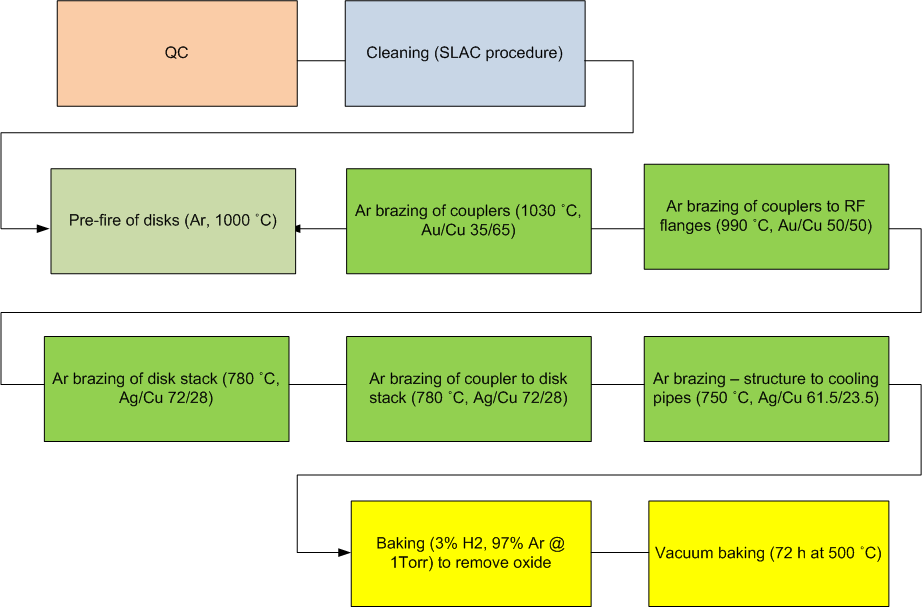 QC
Cleaning (SLAC procedure)
Pre-fire of disks (Ar, 1000 ˚C)
Ar brazing of couplers (1030 ˚C,
Au/Cu 35/65)
Ar brazing of couplers to RF
flanges (990 ˚C, Au/Cu 50/50)
Ar brazing of disk stack (780 ˚C,
Ag/Cu 72/28)
Ar brazing of coupler to disk
stack (780 ˚C, Ag/Cu 72/28)
Ar brazing – structure to cooling
pipes (750 ˚C, Ag/Cu 61.5/23.5)
Baking (3% H2, 97% Ar @
1Torr) to remove oxide
Vacuum baking (72 h at 500 ˚C)